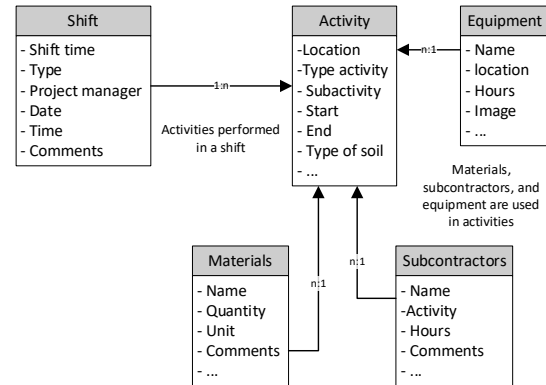 Shift
- Shift time
- Type
- Project manager
- Date
- Time
- Comments
1:n
Activities performed
in a shift
Activity
-Location
-Type activity
- Subactivity
- Start
- End
- Type of soil
- ...
n:1
Equipment
- Name
- location
- Hours
- Image
- ...
Materials,
subcontractors, and
equipment are used
in activities
Materials
- Name
- Quantity
- Unit
- Comments
- ...
n:1
n:1
Subcontractors
- Name
-Activity
- Hours
- Comments
- ...